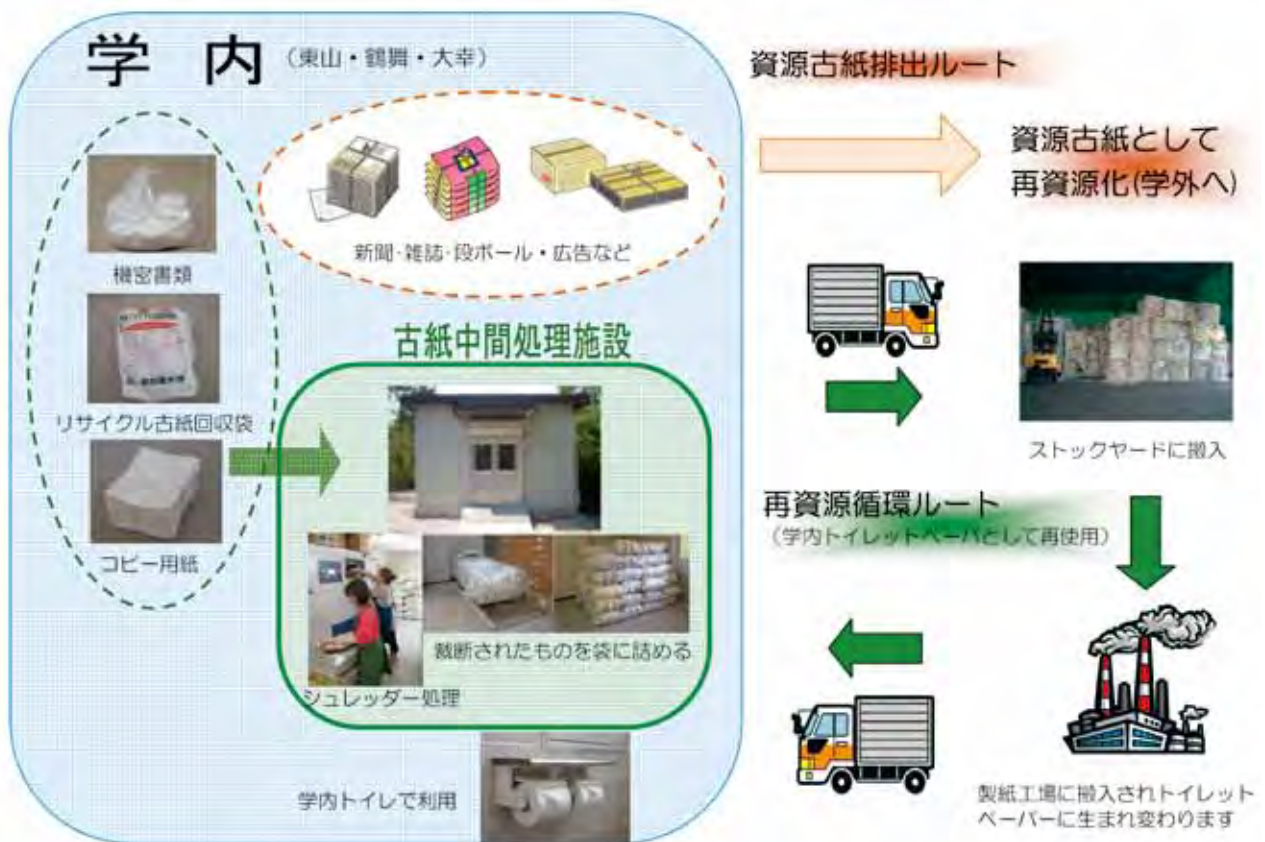 学 内 (東山・鶴舞・大幸)
機密書類
リサイクル古紙回収袋
コピー用紙
新聞・雑誌・段ボール・広告など
古紙中間処理施設
シュレッダー処理
裁断されたものを袋に詰める
学内トイレで利用
資源古紙排出ルート
資源古紙として
再資源化(学外へ)
ストックヤードに搬入
再資源循環ルート
(学内トイレットペーパとして再使用)
製紙工場に搬入されトイレット
ペーパーに生まれ変わります